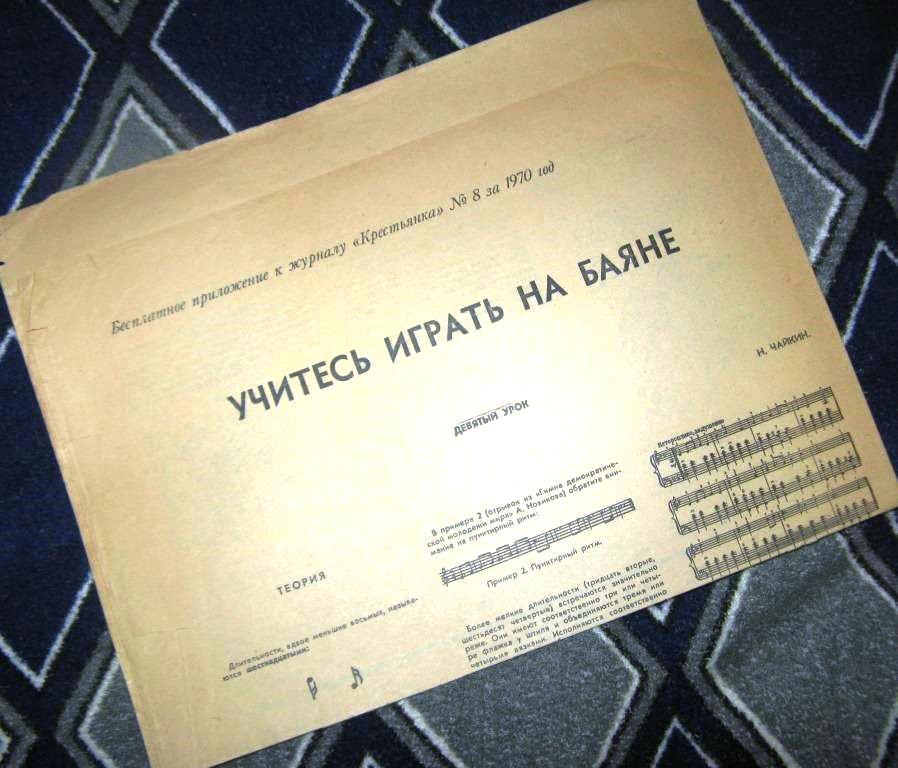 Бесплатное приложение к журналу «Крестьянка» № 8 за 1970 год
УЧИТЕСЬ ИГРАТЬ НА БАЯНЕ
Н. ЧАЙКИН.
ДЕВЯТЫЙ УРОК
ТЕОРИЯ
Длительности, вдвое меньшие восьмых, называ-
ются шестнадцатыми:
В примере 2 (отрывок из «Гимна демократиче-
ской молодежи мира» А. Новикова) обратите вни-
мание на пунктирный ритм:
Пример 2. Пунктирный ритм.
Более мелкие длительности (тридцать вторые,
шестьдесят четвертые) встречаются значительно
реже. Они имеют соответственно три или четы-
ре флажка у штиля и объединяются тремя или
четырьмя вязками. Исполняются соответственно
Неторопливо, задушевно